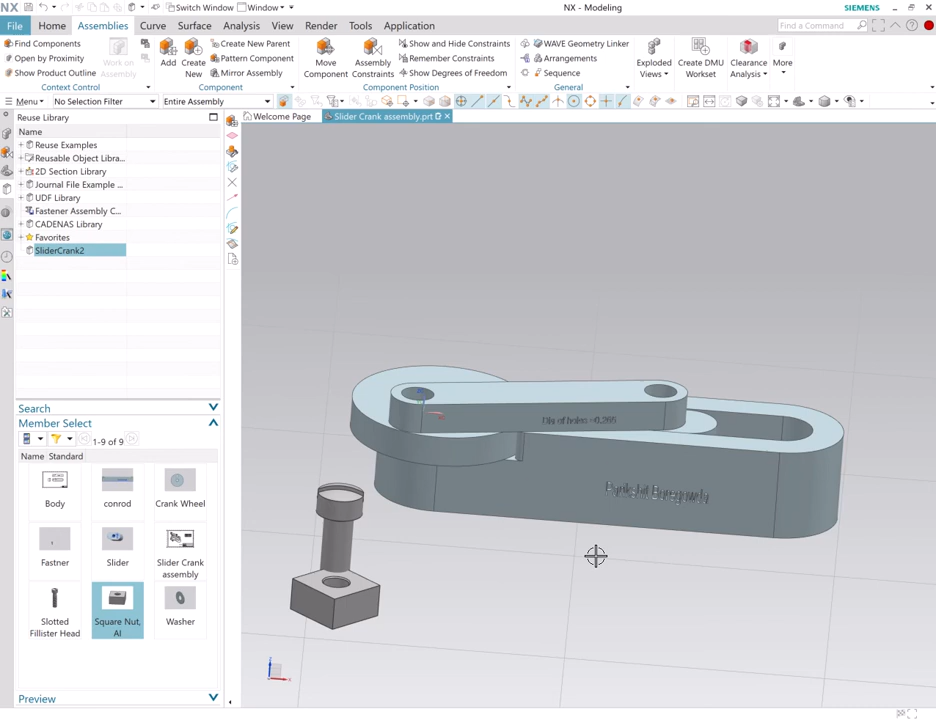 NX Switch Window Window NX - Modeling SIEMENS
File Home Assemblies Curve Surface Analysis View Render Tools Application Find a Command
Find Components
Open by Proximity
Show Product Outline
Work on Assembly
Add
Create New
Create New Parent
Pattern Component
Mirror Assembly
Move Component
Assembly Constraints
Show and Hide Constraints
Remember Constraints
Show Degrees of Freedom
WAVE Geometry Linker
Arrangements
Sequence
Exploded Views
Create DMU Workset
Clearance Analysis
More
Context Control Component Component Position General
Menu No Selection Filter Entire Assembly
Reuse Library
Welcome Page Slider Crank assembly.prt
Name
Reuse Examples
Reusable Object Libra...
2D Section Library
Journal File Example ...
UDF Library
Fastener Assembly C...
CADENAS Library
Favorites
SliderCrank2
Search
Member Select
1-9 of 9
Name Standard
Body conrod Crank Wheel
Fastner Slider Slider Crank assembly
Slotted Fillister Head Square Nut, Al Washer
Preview
Dia of holes =0.265